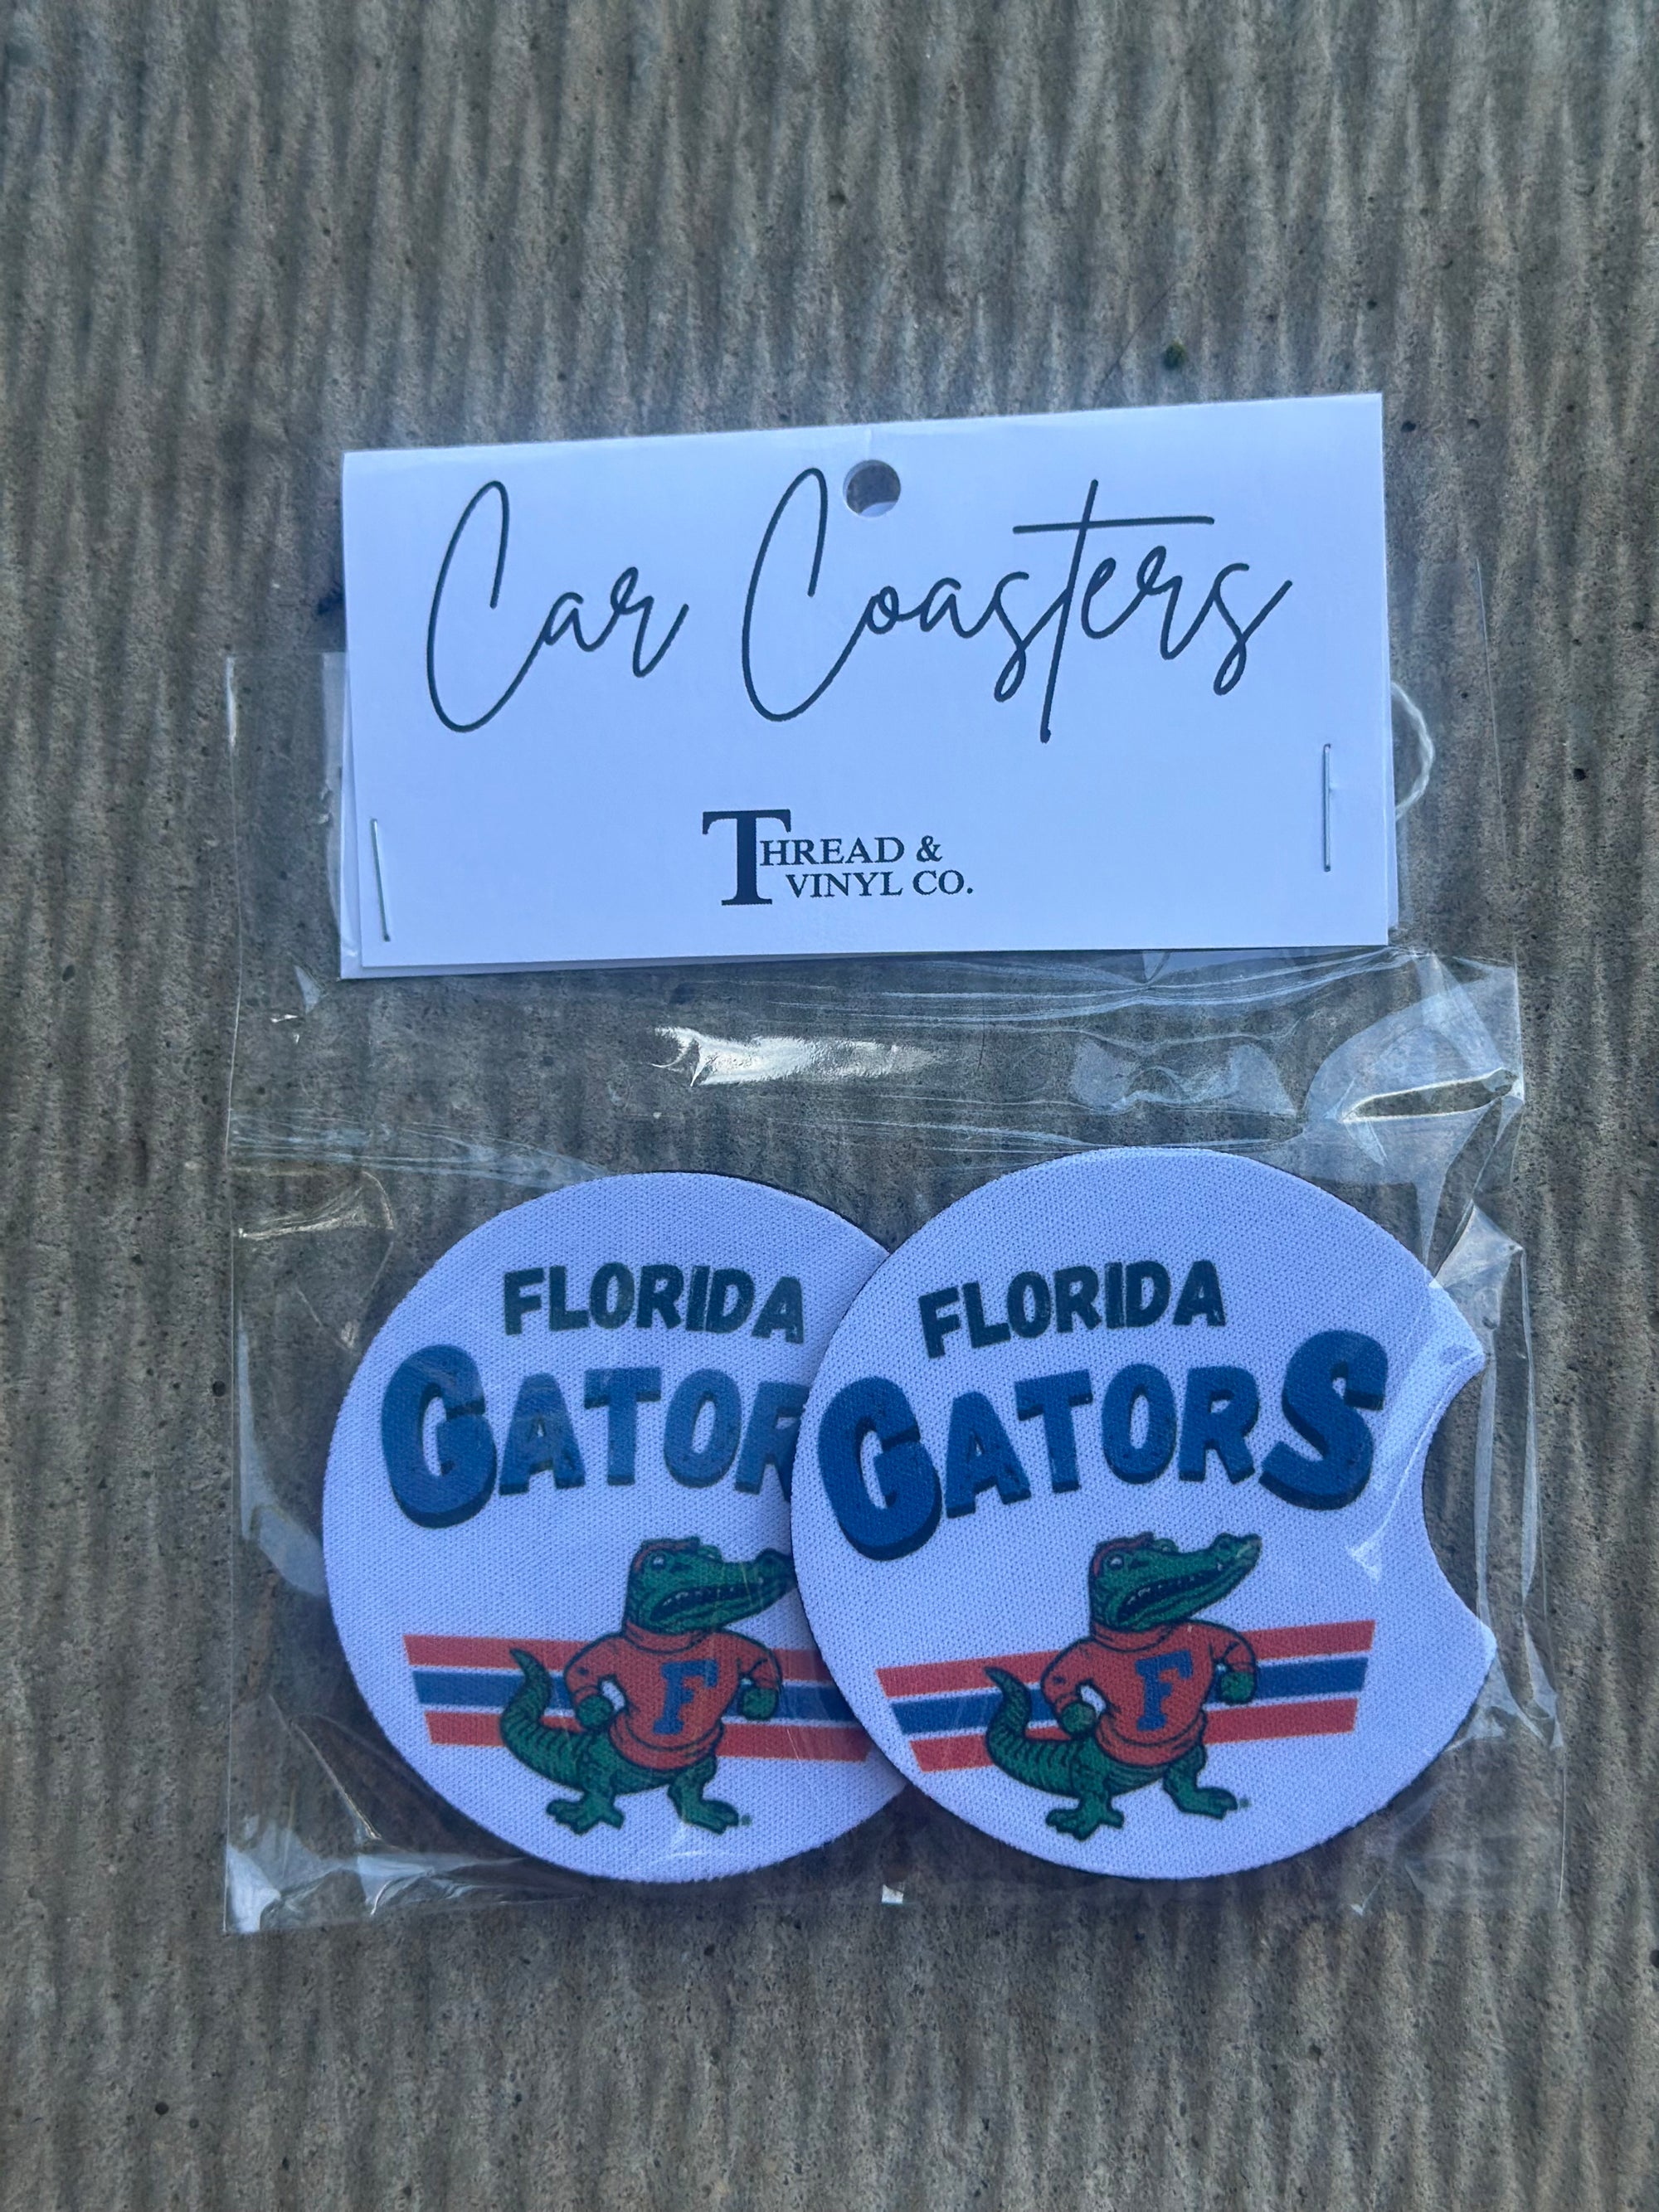 Car Coasters
THREAD &
VINYL CO.
FLORIDA
GATOR
F
FLORIDA
GATORS
F